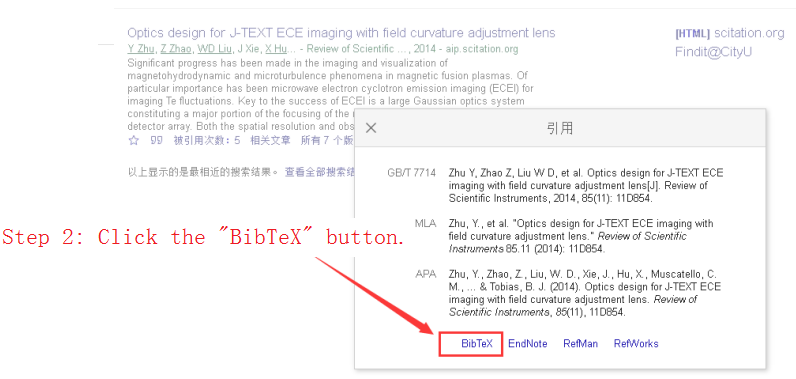 Optics design for J-TEXT ECE imaging with field curvature adjustment lens
[HTML] scitation.org
Y Zhu, Z Zhao, WD Liu, J Xie, X Hu... - Review of Scientific ..., 2014 - aip.scitation.org
Findit@CityU
Significant progress has been made in the imaging and visualization of
magnetohydrodynamic and microturbulence phenomena in magnetic fusion plasmas. Of
particular importance has been microwave electron cyclotron emission imaging (ECEI) for
imaging Te fluctuations. Key to the success of ECEI is a large Gaussian optics system
constituting a major portion of the focusing of the
detector array. Both the spatial resolution and
被引用次数：5 相关文章 所有 7 个版
以上显示的是最相近的搜索结果。 查看全部搜索结
引用
GB/T 7714 Zhu Y, Zhao Z, Liu W D, et al. Optics design for J-TEXT ECE
imaging with field curvature adjustment lens[J]. Review of
Scientific Instruments, 2014, 85(11): 11D854.
MLA Zhu, Y., et al. "Optics design for J-TEXT ECE imaging with
field curvature adjustment lens." Review of Scientific
Instruments 85.11 (2014): 11D854.
APA Zhu, Y., Zhao, Z., Liu, W. D., Xie, J., Hu, X., Muscatello, C.
M., ... & Tobias, B. J. (2014). Optics design for J-TEXT ECE
imaging with field curvature adjustment lens. Review of
Scientific Instruments, 85(11), 11D854.
BibTeX EndNote RefMan RefWorks
Step 2: Click the "BibTeX" button.